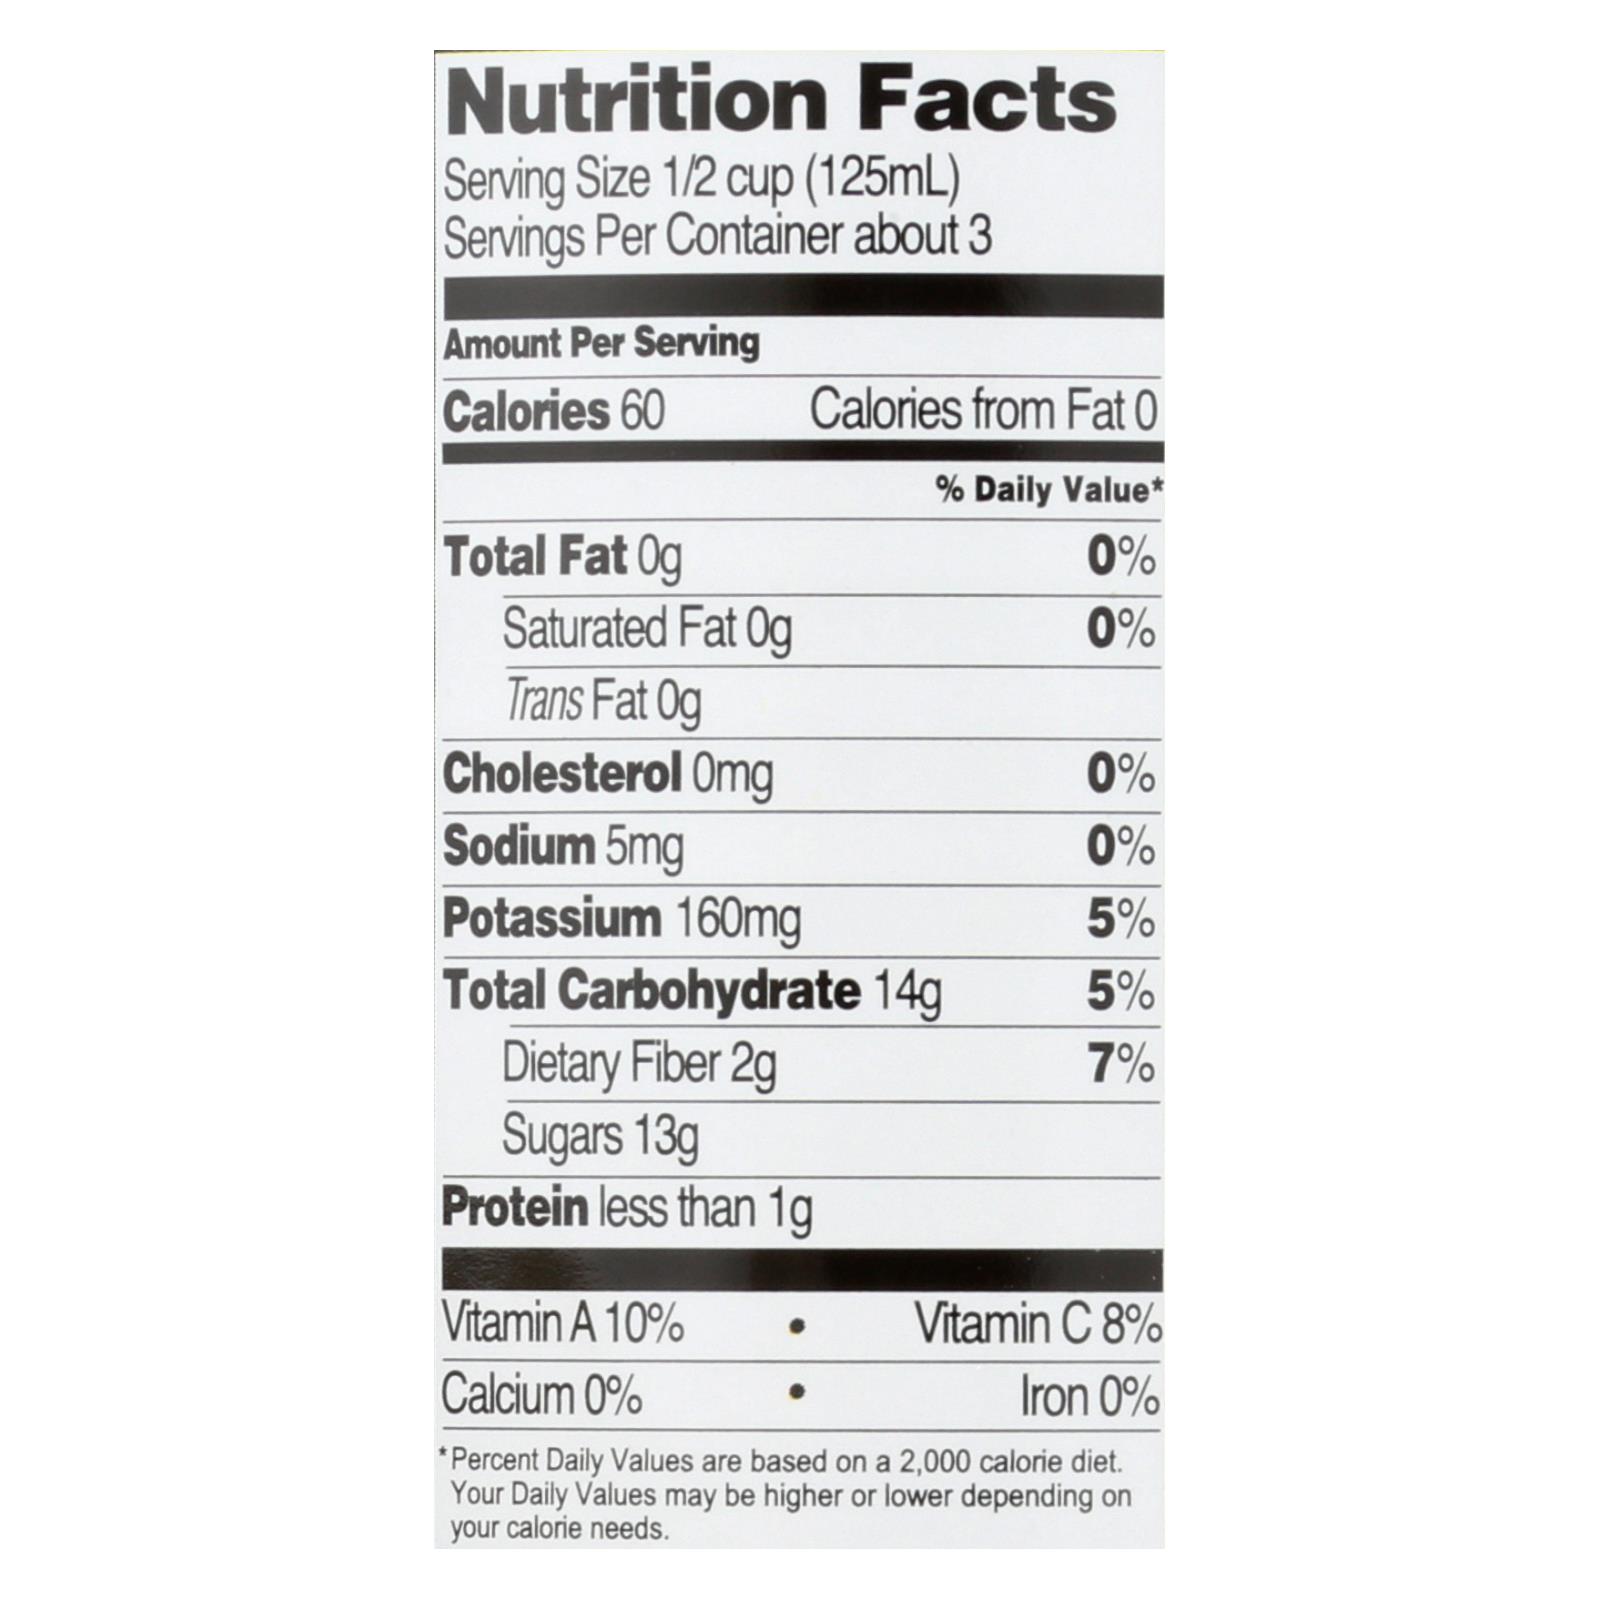 Nutrition Facts
Serving Size 1/2 cup (125mL)
Servings Per Container about 3
Amount Per Serving
Calories 60 Calories from Fat 0
% Daily Value*
Total Fat 0g 0%
Saturated Fat 0g 0%
Trans Fat 0g
Cholesterol 0mg 0%
Sodium 5mg 0%
Potassium 160mg 5%
Total Carbohydrate 14g 5%
Dietary Fiber 2g 7%
Sugars 13g
Protein less than 1g
Vitamin A 10% • Vitamin C 8%
Calcium 0% • Iron 0%
*Percent Daily Values are based on a 2,000 calorie diet.
Your Daily Values may be higher or lower depending on
your calorie needs.